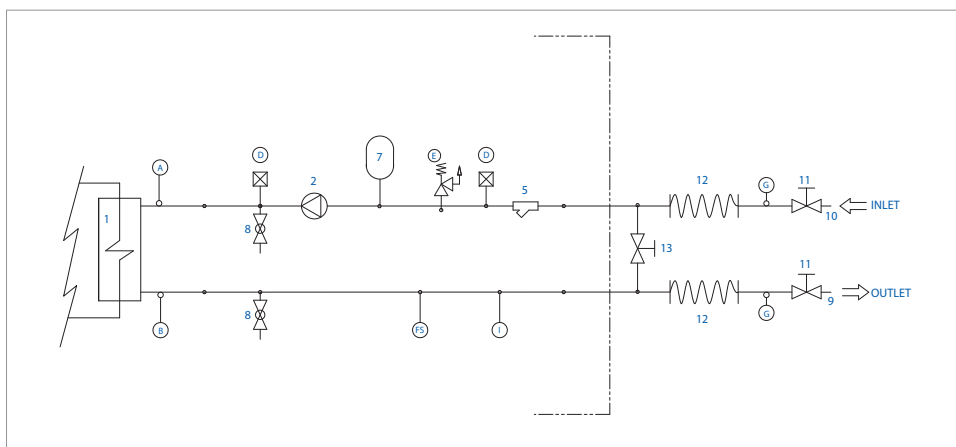 D E D
A 2 7 5 12 G 11
INLET
1 8 10
13
11
OUTLET
B 8 FS I 12 G 9